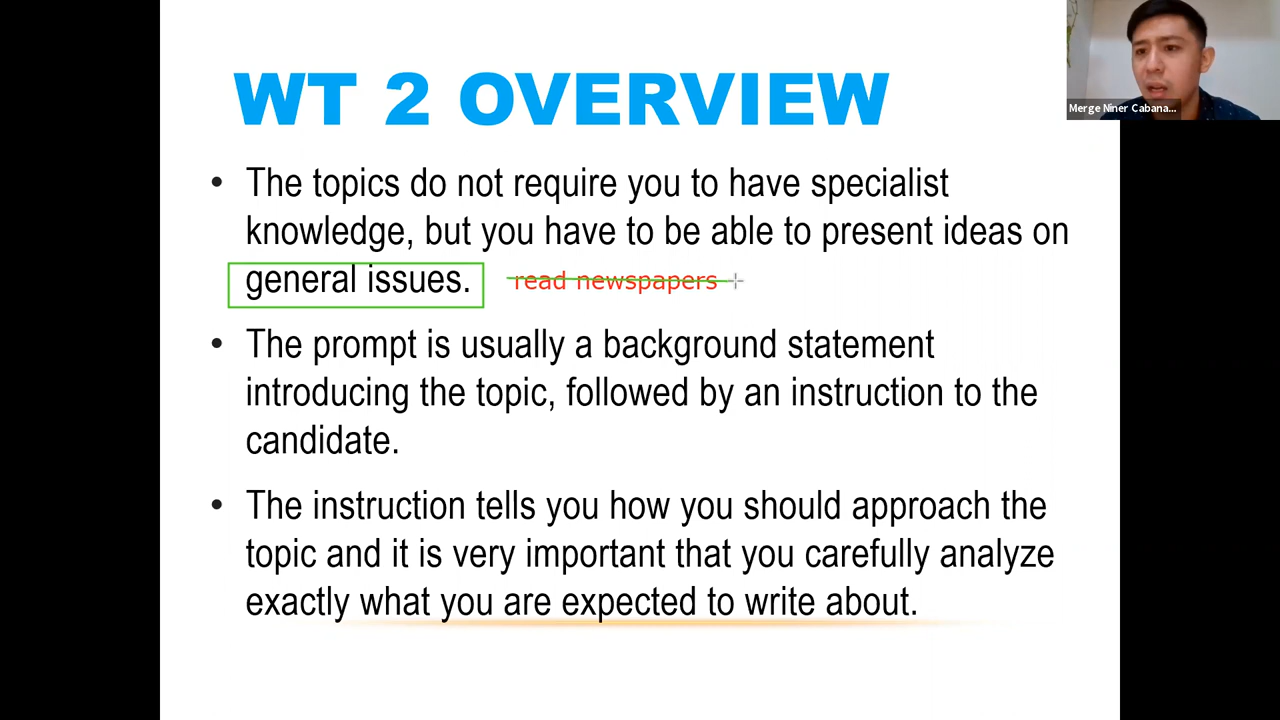 WT 2 OVERVIEW
Merge Niner Cabana...
• The topics do not require you to have specialist
knowledge, but you have to be able to present ideas on
general issues. read newspapers
• The prompt is usually a background statement
introducing the topic, followed by an instruction to the
candidate.
• The instruction tells you how you should approach the
topic and it is very important that you carefully analyze
exactly what you are expected to write about.